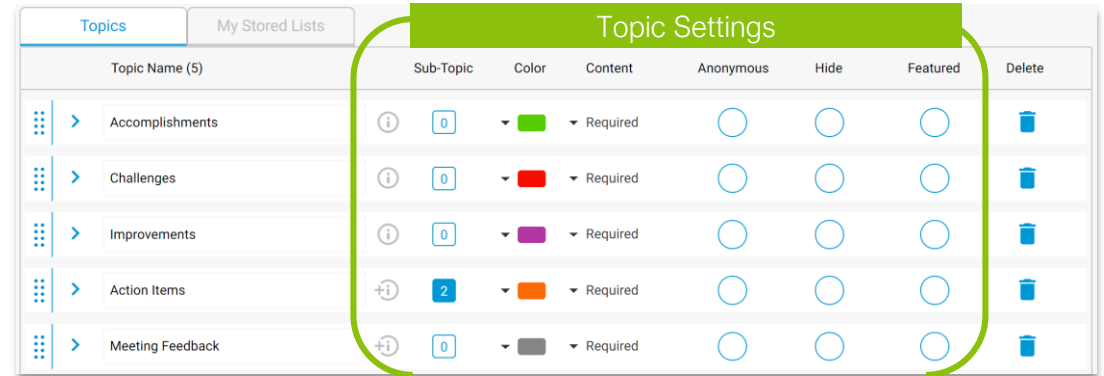 Topics My Stored Lists Topic Settings
Topic Name (5) Sub-Topic Color Content Anonymous Hide Featured Delete
Accomplishments 0 Required
Challenges 0 Required
Improvements 0 Required
Action Items 2 Required
Meeting Feedback 0 Required